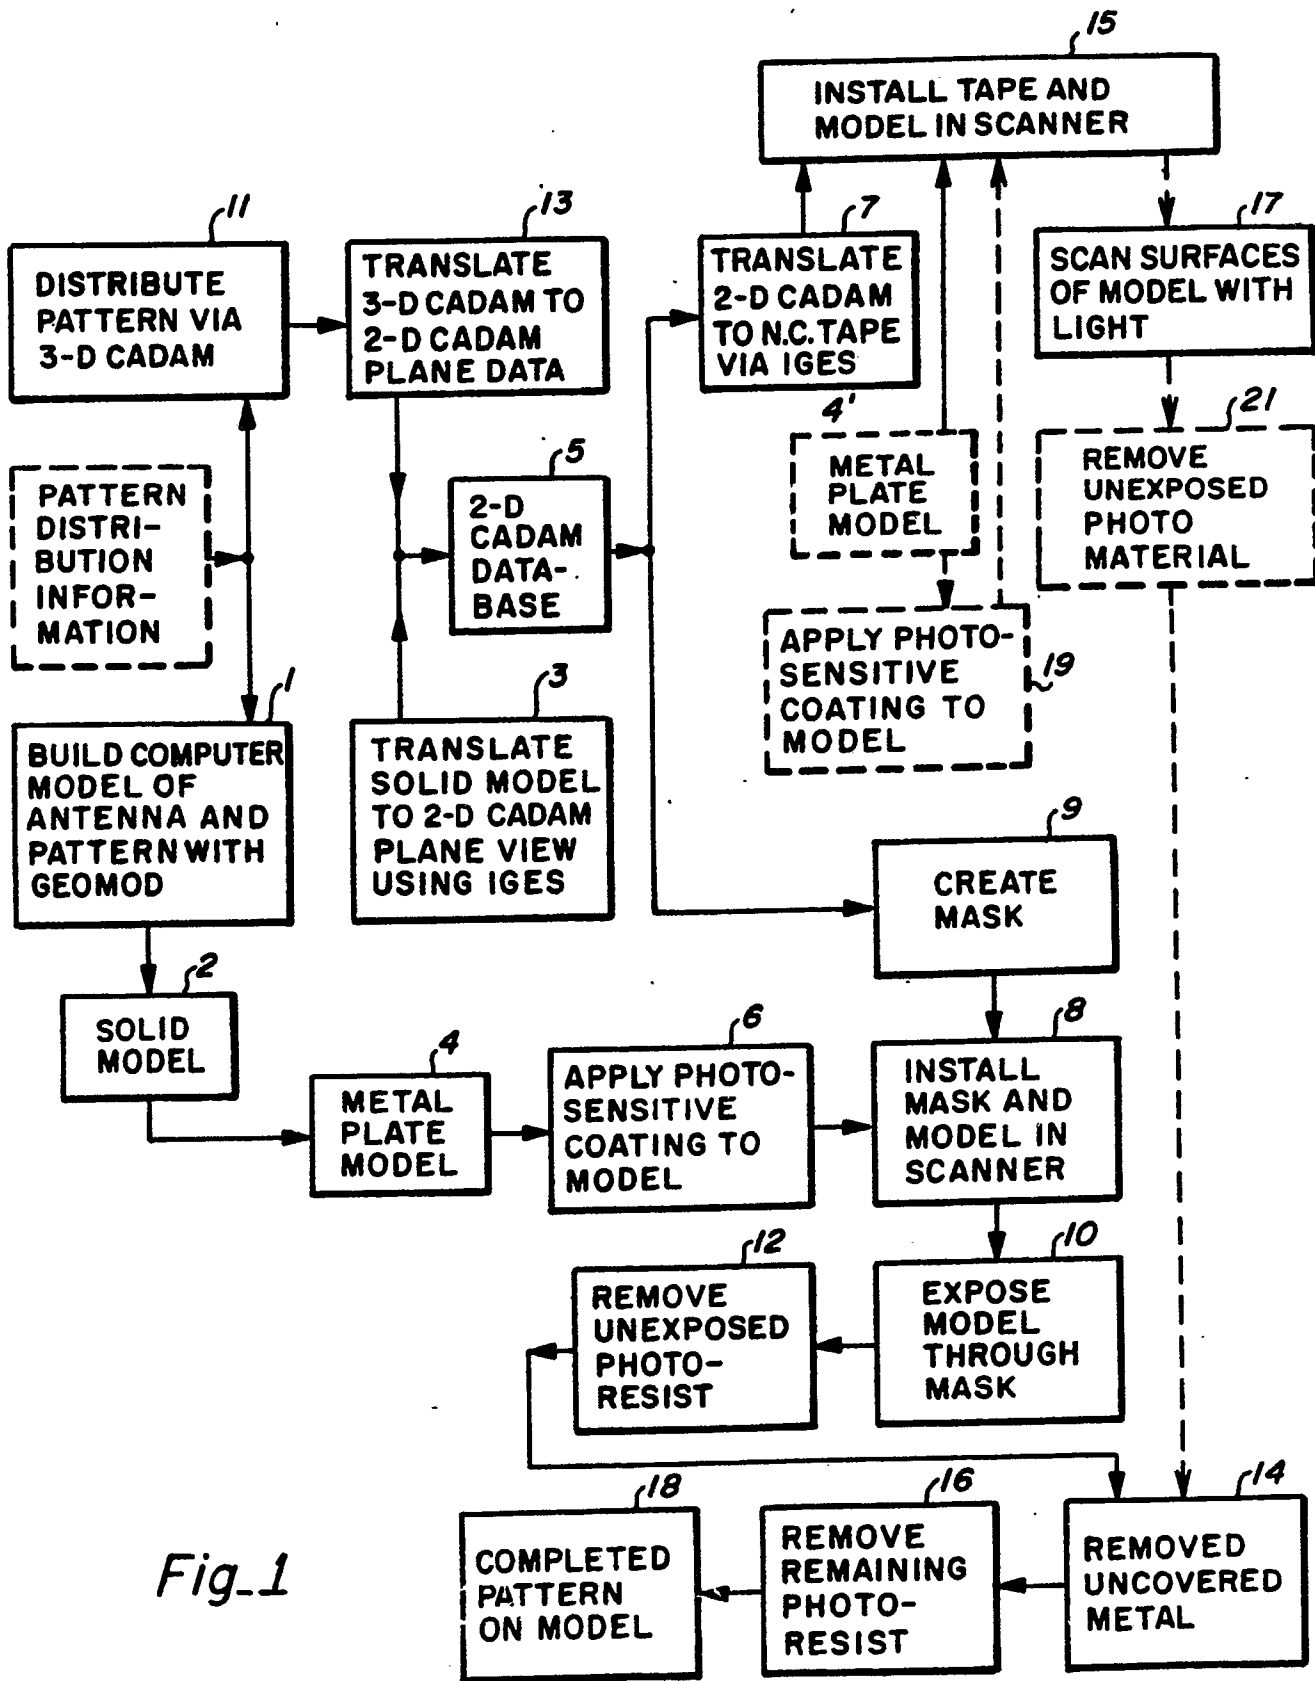 15
INSTALL TAPE AND
MODEL IN SCANNER
11
DISTRIBUTE
PATTERN VIA
3-D CADAM
13
TRANSLATE
3-D CADAM TO
2-D CADAM
PLANE DATA
7
TRANSLATE
2-D CADAM
TO N.C. TAPE
VIA IGES
17
SCAN SURFACES
OF MODEL WITH
LIGHT
PATTERN
DISTRI-
BUTION
INFOR-
MATION
5
2-D
CADAM
DATA-
BASE
4'
METAL
PLATE
MODEL
21
REMOVE
UNEXPOSED
PHOTO
MATERIAL
APPLY PHOTO-
SENSITIVE
COATING TO
MODEL
19
1
BUILD COMPUTER
MODEL OF
ANTENNA AND
PATTERN WITH
GEOMOD
3
TRANSLATE
SOLID MODEL
TO 2-D CADAM
PLANE VIEW
USING IGES
9
CREATE
MASK
2
SOLID
MODEL
4
METAL
PLATE
MODEL
6
APPLY PHOTO-
SENSITIVE
COATING TO
MODEL
8
INSTALL
MASK AND
MODEL IN
SCANNER
12
REMOVE
UNEXPOSED
PHOTO-
RESIST
10
EXPOSE
MODEL
THROUGH
MASK
18
COMPLETED
PATTERN
ON MODEL
16
REMOVE
REMAINING
PHOTO-
RESIST
14
REMOVED
UNCOVERED
METAL
Fig_1